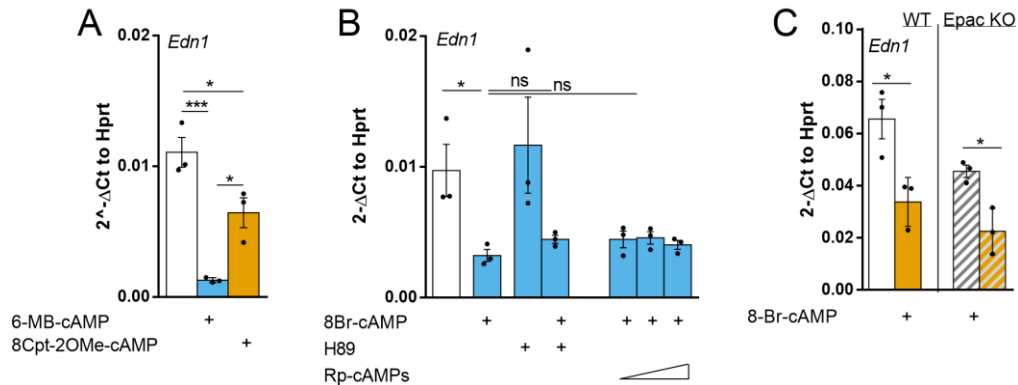 A
Edn1
0.02
0.01
0.00
2^-ΔCt to Hprt
*
***
*
6-MB-cAMP +
8Cpt-2OMe-cAMP +
B
Edn1
0.02
0.01
0.00
2-ΔCt to Hprt
*
ns
ns
8Br-cAMP + + + + +
H89 + +
Rp-cAMPs
C
WT Epac KO
Edn1
0.10
0.08
0.06
0.04
0.02
0.00
2-ΔCt to Hprt
*
*
8-Br-cAMP + +